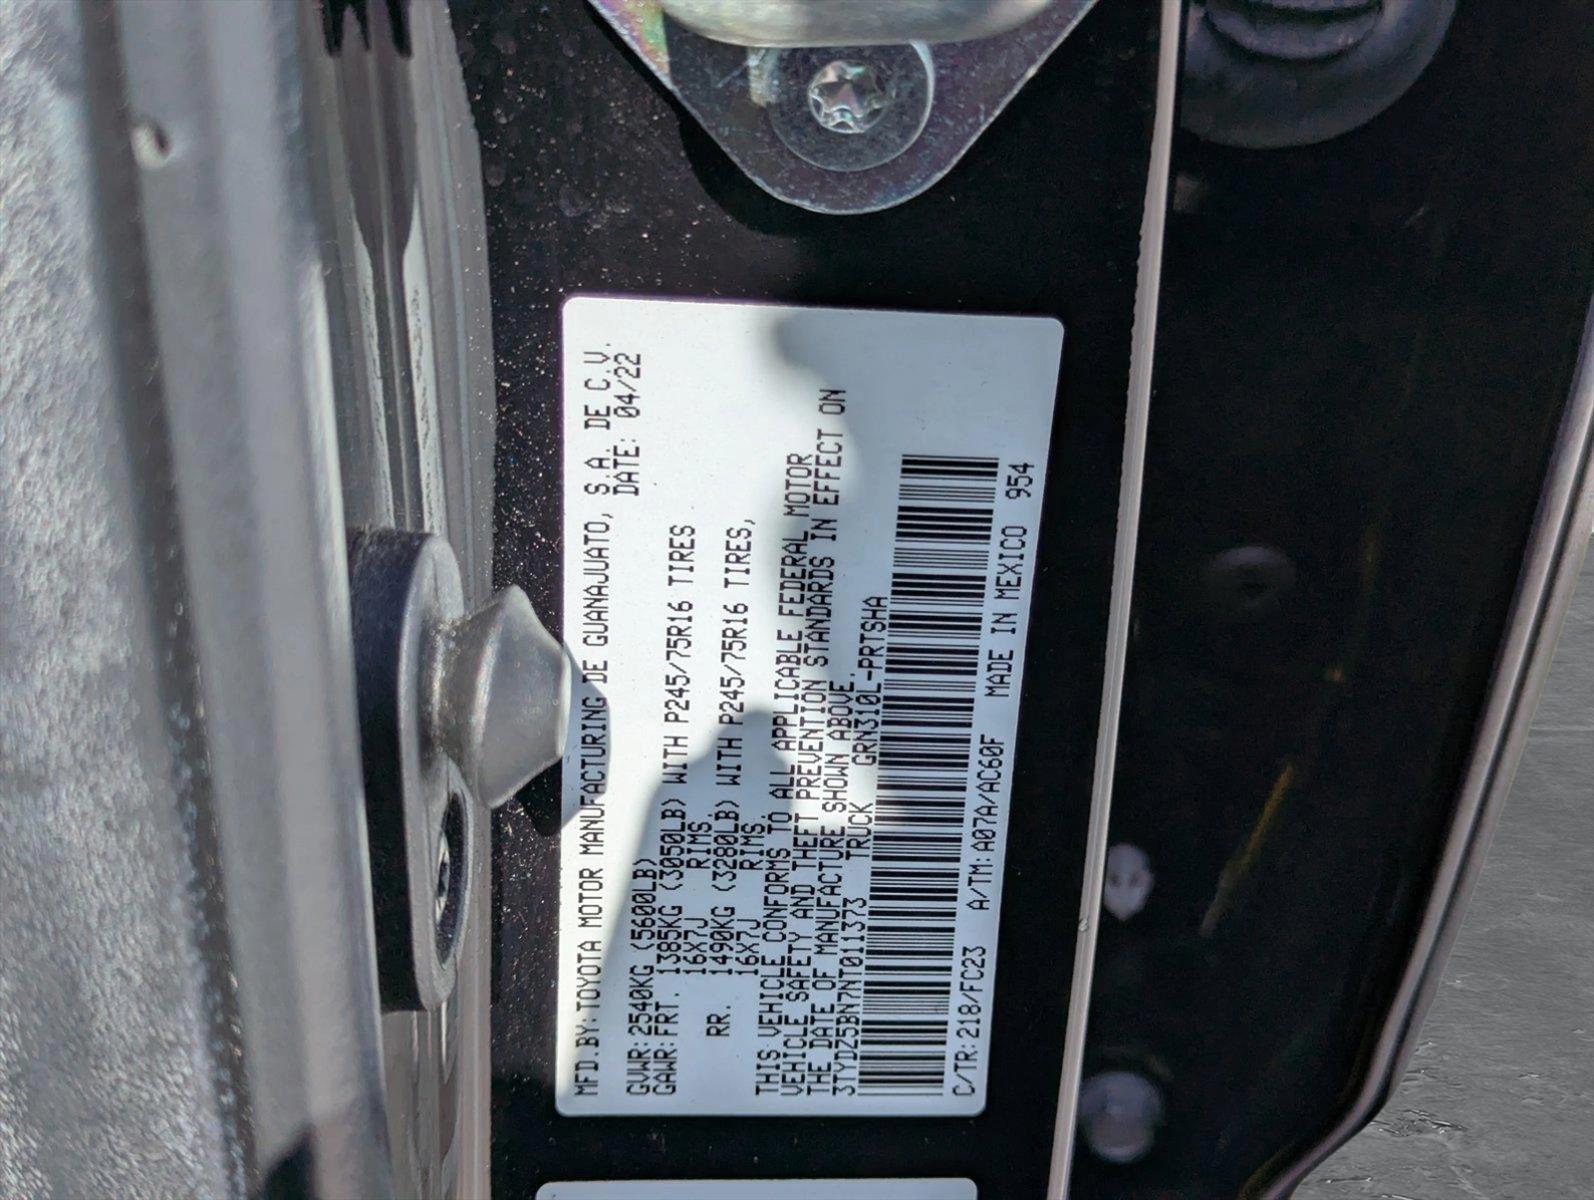 MFD.BY:TOYOTA MOTOR MANUFACTURING DE GUANAJUATO, S.A. DE C.V.
DATE: 04/22
GVWR:2540KG (5600LB)
GAWR:FRT. 1385KG (3050LB) WITH P245/75R16 TIRES
16X7J RIMS,
RR. 1490KG (3280LB) WITH P245/75R16 TIRES,
16X7J RIMS.
THIS VEHICLE CONFORMS TO ALL APPLICABLE FEDERAL MOTOR
VEHICLE SAFETY AND THEFT PREVENTION STANDARDS IN EFFECT ON
THE DATE OF MANUFACTURE SHOWN ABOVE.
3TYDZ5BN7NT011373 TRUCK GRN310L-PRTSHA
C/TR:218/FC23 A/TM:A07A/AC60F MADE IN MEXICO 954